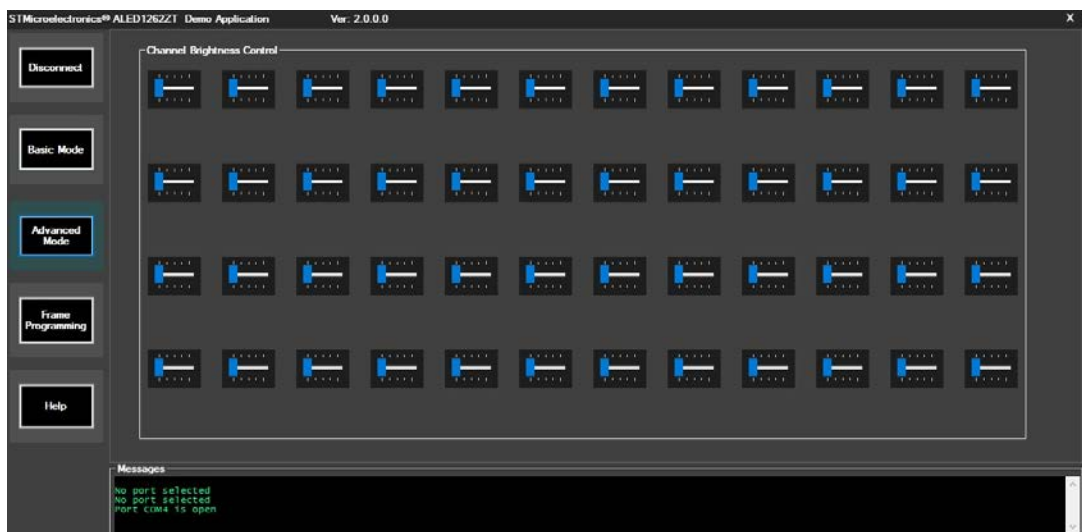 STMicroelectronics® ALED1262ZT Demo Application Ver: 2.0.0.0 X
Disconnect
Basic Mode
Advanced
Mode
Frame
Programming
Help
Channel Brightness Control
Messages
No port selected
No port selected
Port COM4 is open